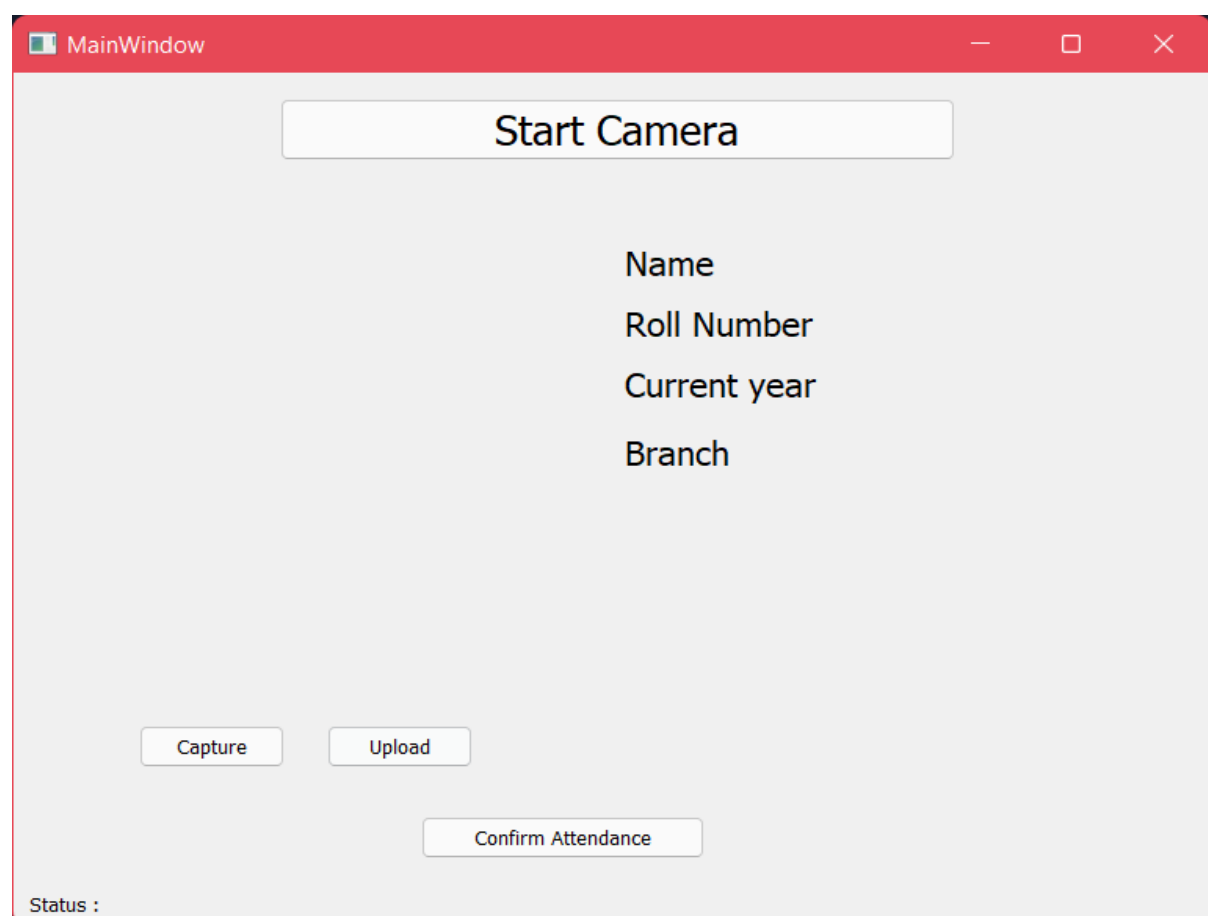 MainWindow
Start Camera
Name
Roll Number
Current year
Branch
Capture Upload
Confirm Attendance
Status :